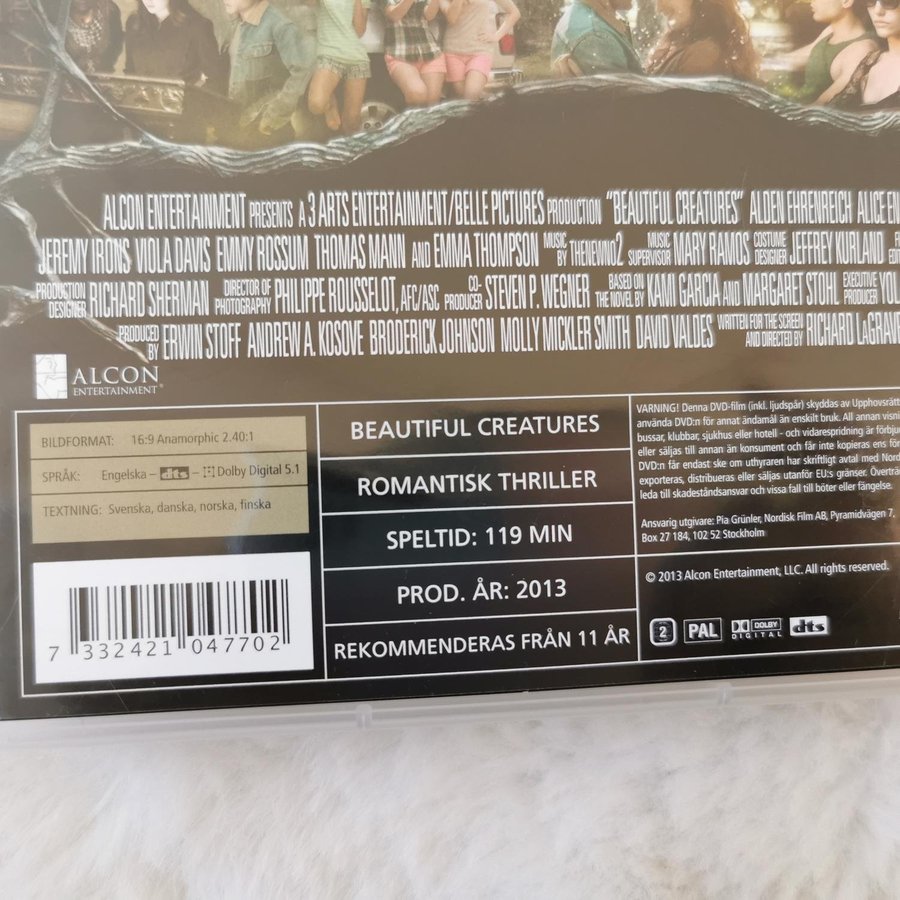 ALCON ENTERTAINMENT PRESENTS A 3 ARTS ENTERTAINMENT/BELLE PICTURES PRODUCTION "BEAUTIFUL CREATURES" ALDEN EHRENREICH ALICE
JEREMY IRONS VIOLA DAVIS EMMY ROSSUM THOMAS MANN AND EMMA THOMPSON MUSIC BY THENEWNO2 MUSIC SUPERVISOR MARY RAMOS COSTUME DESIGNER JEFFREY KURLAND
PRODUCTION DESIGNER RICHARD SHERMAN DIRECTOR OF PHOTOGRAPHY PHILIPPE ROUSSELOT, AFC/ASC CO-PRODUCER STEVEN P. WEGNER BASED ON THE NOVEL BY KAMI GARCIA AND MARGARET STOHL EXECUTIVE PRODUCER
PRODUCED BY ERWIN STOFF ANDREW A. KOSOVE BRODERICK JOHNSON MOLLY MICKLER SMITH DAVID VALDES WRITTEN FOR THE SCREEN AND DIRECTED BY RICHARD
ALCON
ENTERTAINMENT®
BILDFORMAT: 16:9 Anamorphic 2.40:1
SPRÅK: Engelska – dts – Dolby Digital 5.1
TEXTNING: Svenska, danska, norska, finska
7 332421 047702
BEAUTIFUL CREATURES
ROMANTISK THRILLER
SPELTID: 119 MIN
PROD. ÅR: 2013
REKOMMENDERAS FRÅN 11 ÅR
VARNING! Denna DVD-film (inkl. ljudspår) skyddas av
använda DVD:n för annat ändamål än enskilt bruk. All annan
bussar, klubbar, sjukhus eller hotell - och vidarespridning är
eller säljas till annan än konsument och får inte kopieras ens
DVD:n får endast ske om uthyraren har skriftligt avtal med
exporteras, distribueras eller säljas utanför EU:s gränser.
leda till skadeståndsansvar och vissa fall till böter eller fängelse.
Ansvarig utgivare: Pia Grünler, Nordisk Film AB, Pyramidvägen 7,
Box 27 184, 102 52 Stockholm
© 2013 Alcon Entertainment, LLC. All rights reserved.
2 PAL DOLBY DIGITAL dts